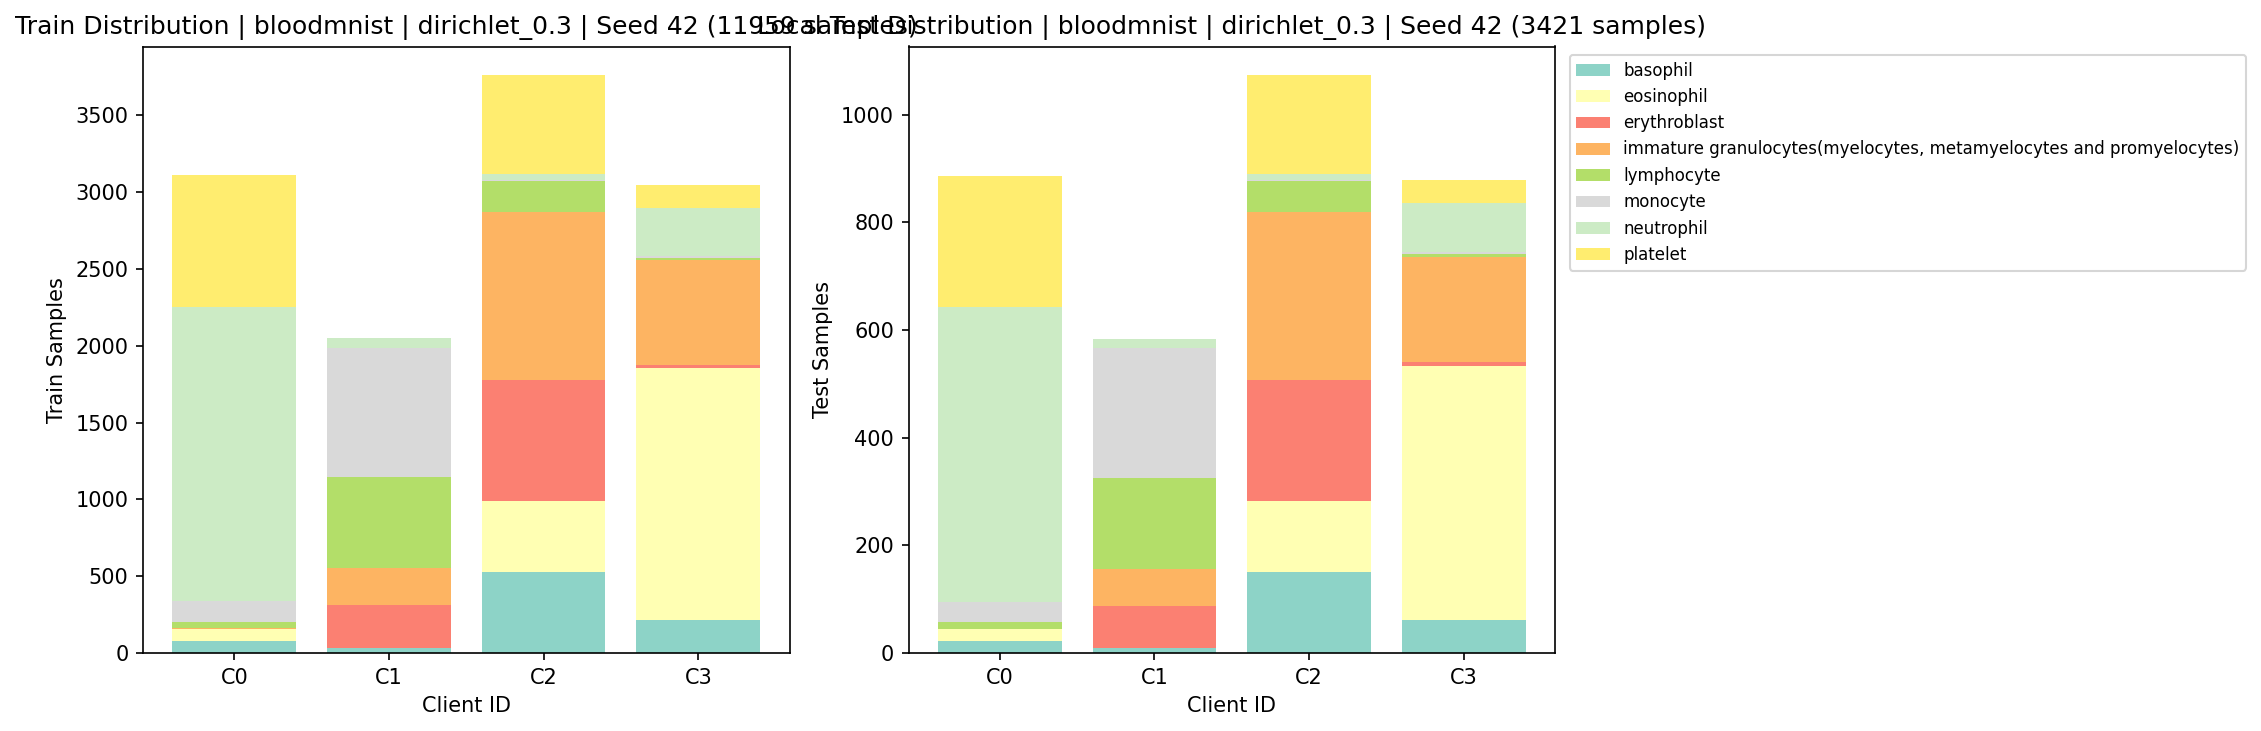 Train Distribution | bloodmnist | dirichlet_0.3 | Seed 42 (11959 samples)
Local Test Distribution | bloodmnist | dirichlet_0.3 | Seed 42 (3421 samples)
Train Samples
3500
3000
2500
2000
1500
1000
500
0
C0
C1
C2
C3
Client ID
Test Samples
1000
800
600
400
200
0
C0
C1
C2
C3
Client ID
basophil
eosinophil
erythroblast
immature granulocytes(myelocytes, metamyelocytes and promyelocytes)
lymphocyte
monocyte
neutrophil
platelet